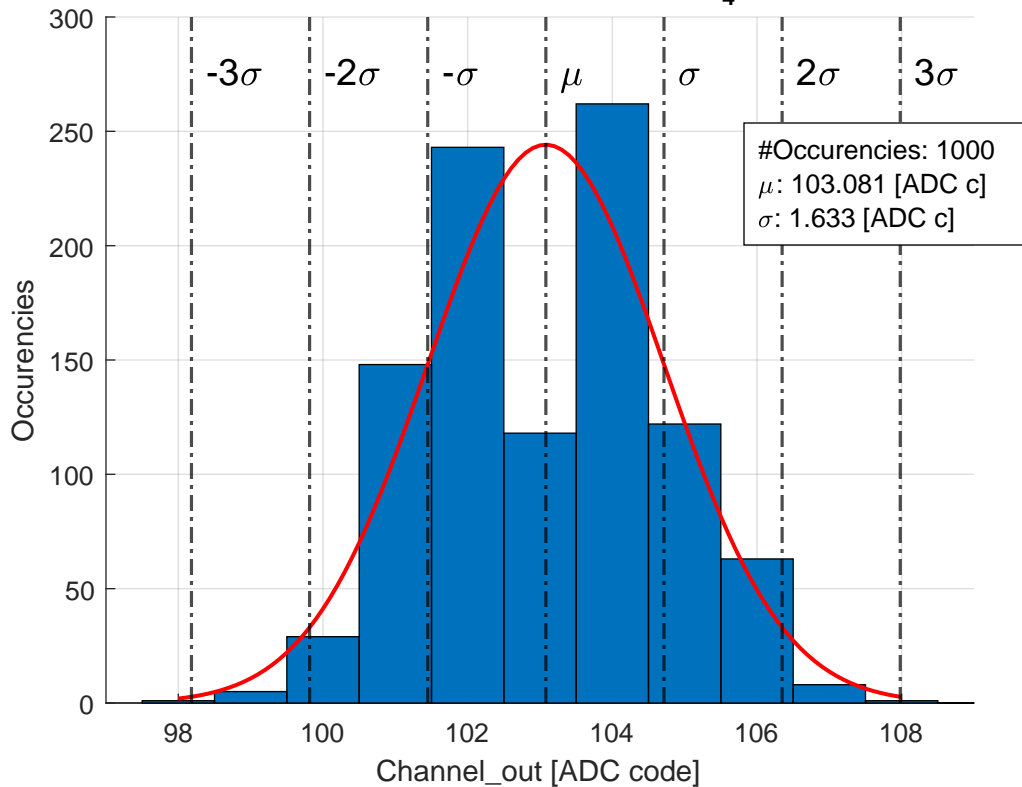 4
300
250
200
150
100
50
0
Occurencies
-3σ -2σ -σ μ σ 2σ 3σ
#Occurencies: 1000
μ: 103.081 [ADC c]
σ: 1.633 [ADC c]
98 100 102 104 106 108
Channel_out [ADC code]